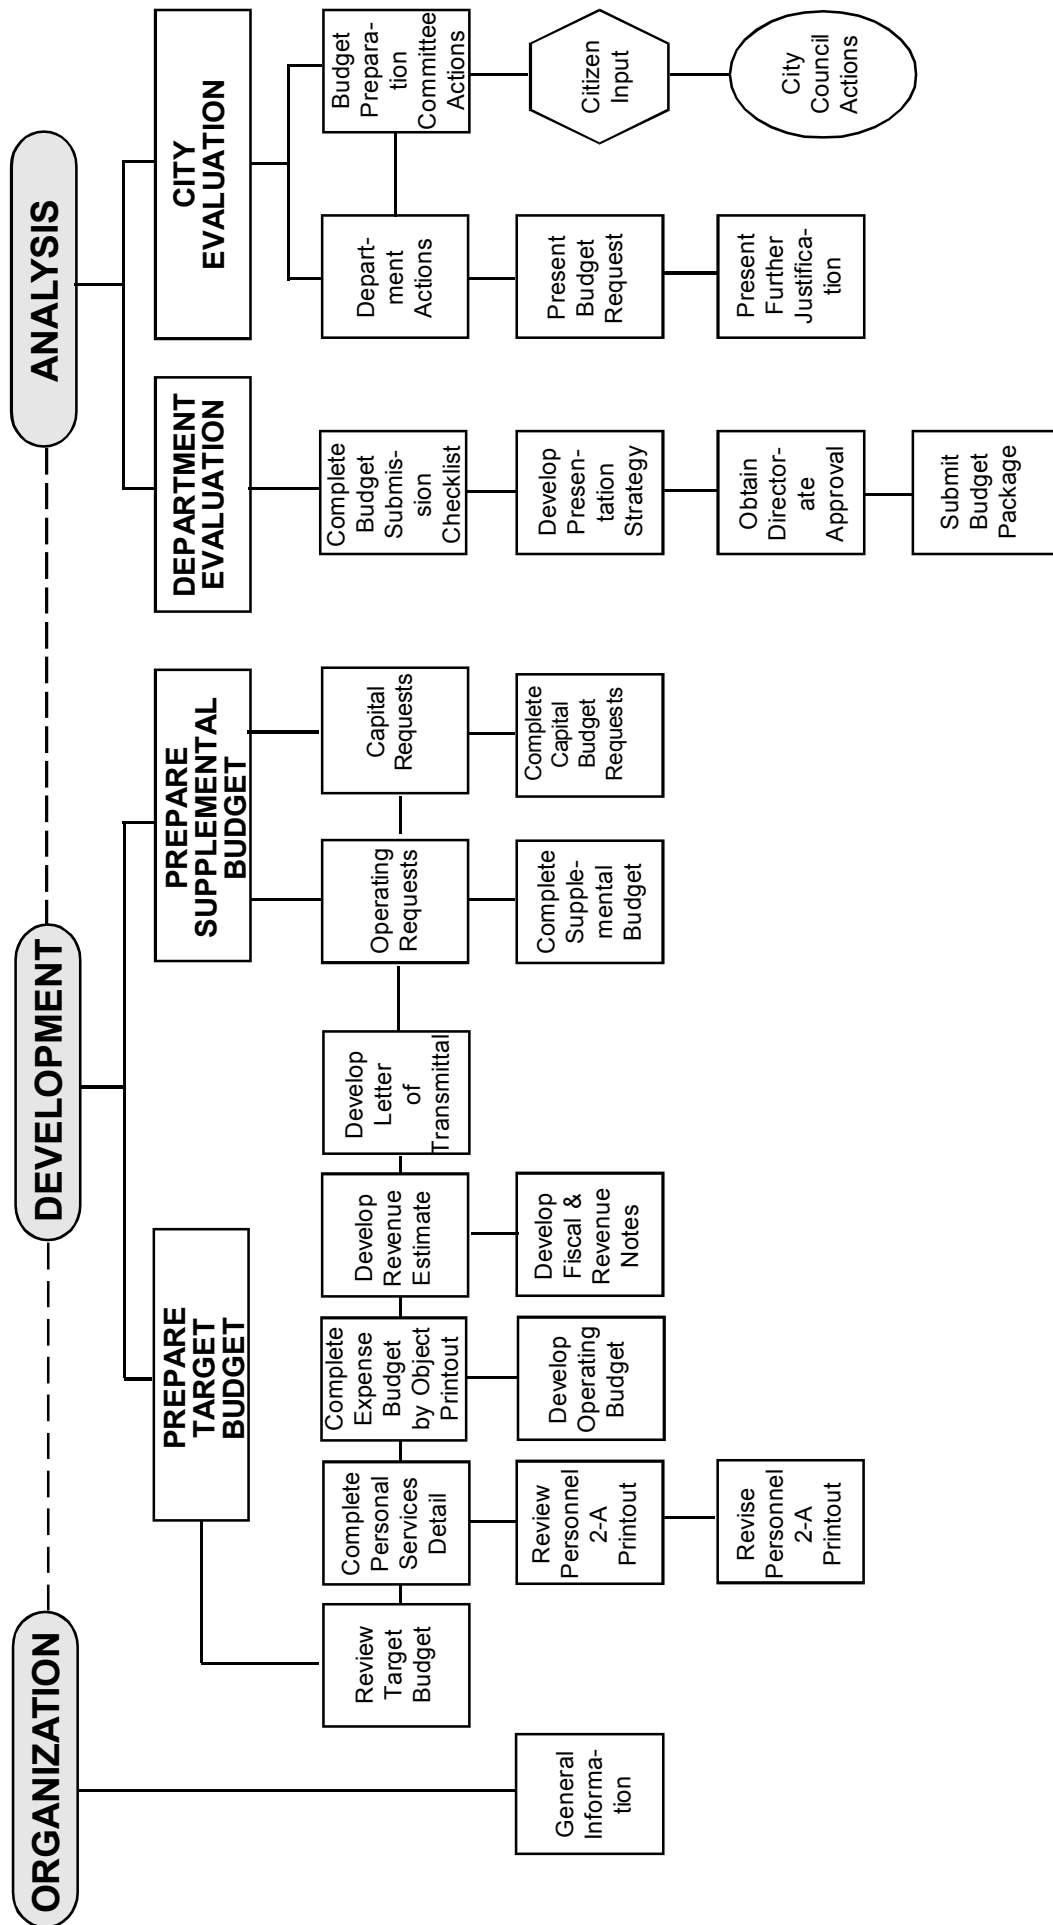 ORGANIZATION
DEVELOPMENT
ANALYSIS
PREPARE
TARGET
BUDGET
PREPARE
SUPPLEMENTAL
BUDGET
DEPARTMENT
EVALUATION
CITY
EVALUATION
Review
Target
Budget
Complete
Personal
Services
Detail
Complete
Expense
Budget
by Object
Printout
Develop
Revenue
Estimate
Develop
Letter
of
Transmittal
Operating
Requests
Capital
Requests
Complete
Budget
Submis-
sion
Checklist
Depart-
ment
Actions
Budget
Prepara-
tion
Committee
Actions
General
Informa-
tion
Review
Personnel
2-A
Printout
Develop
Operating
Budget
Develop
Fiscal &
Revenue
Notes
Complete
Supple-
mental
Budget
Complete
Capital
Budget
Requests
Develop
Presen-
tation
Strategy
Present
Budget
Request
Citizen
Input
Revise
Personnel
2-A
Printout
Obtain
Director-
ate
Approval
Present
Further
Justifica-
tion
City
Council
Actions
Submit
Budget
Package